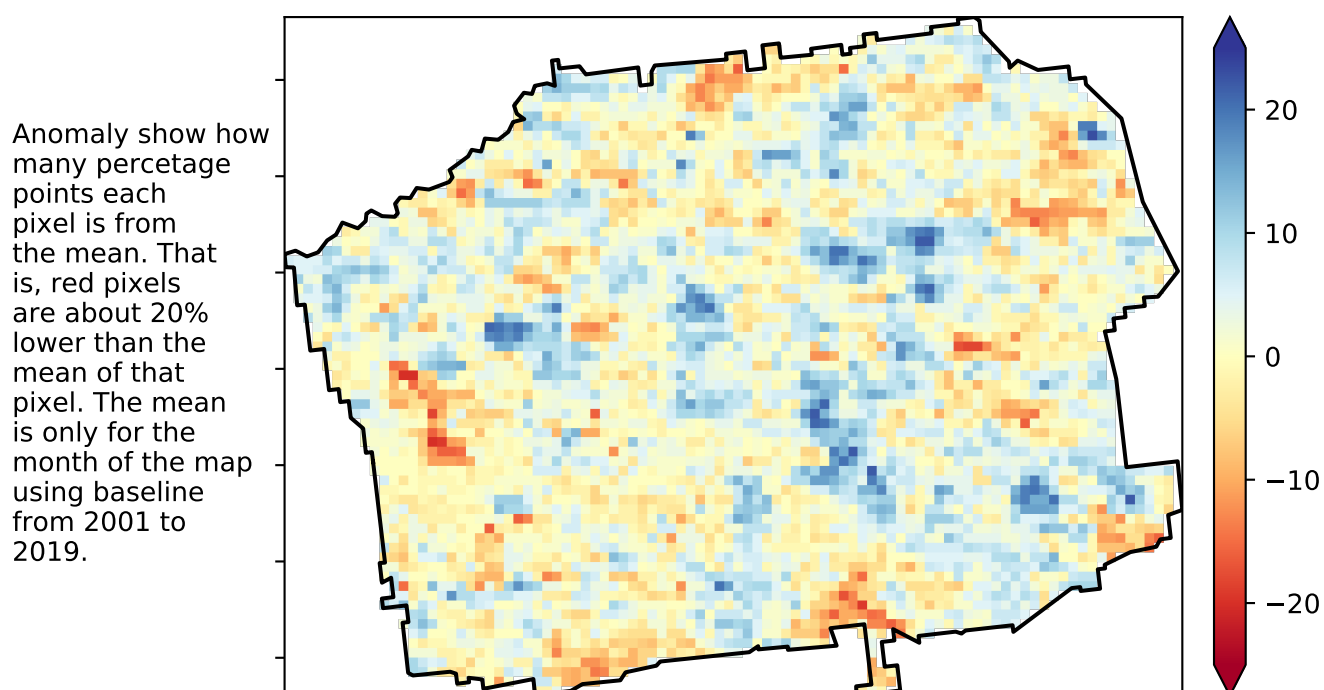 Anomaly show how
many percetage
points each
pixel is from
the mean. That
is, red pixels
are about 20%
lower than the
mean of that
pixel. The mean
is only for the
month of the map
using baseline
from 2001 to
2019.
20
10
0
−10
−20